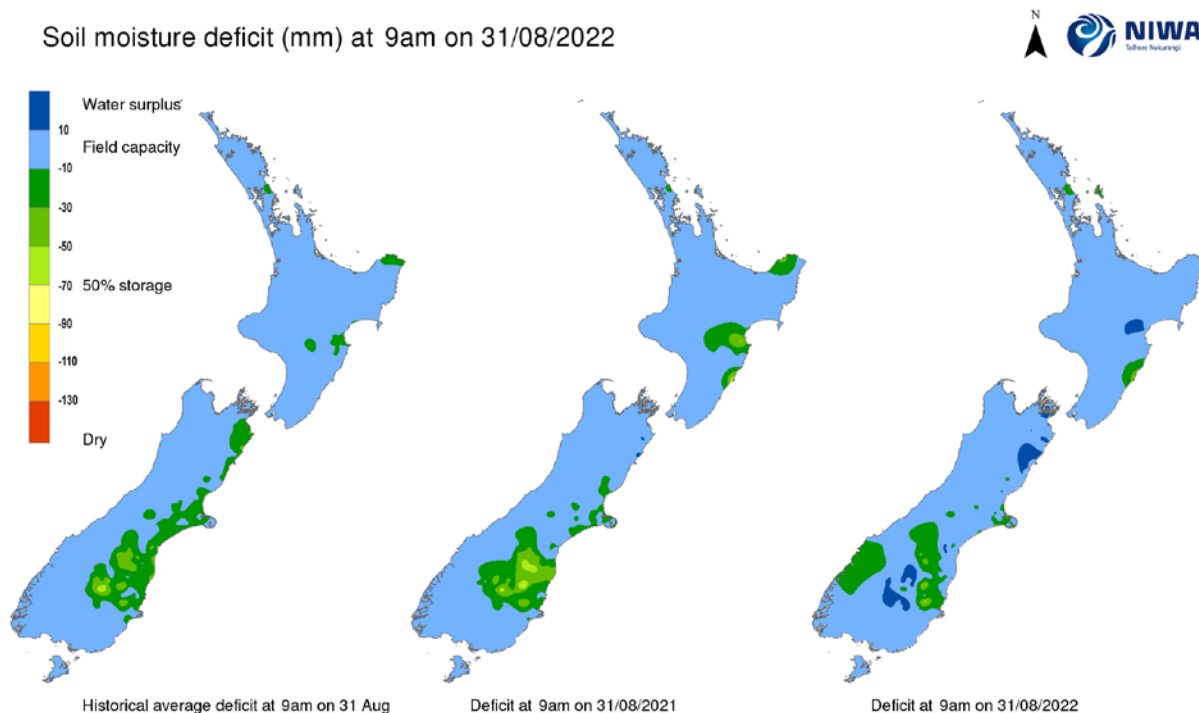 Soil moisture deficit (mm) at 9am on 31/08/2022
N
NIWA
Taihoro Nukurangi
Water surplus
10
Field capacity
-10
-30
-50
-70
50% storage
-90
-110
-130
Dry
Historical average deficit at 9am on 31 Aug
Deficit at 9am on 31/08/2021
Deficit at 9am on 31/08/2022